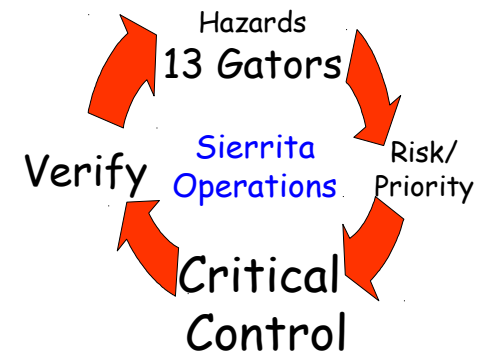 Hazards
13 Gators
Risk/
Priority
Critical
Control
Verify
Sierrita
Operations